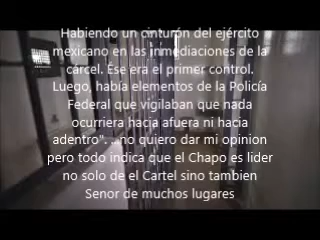 Habiendo un cinturón del ejército
mexicano en las inmediaciones de la
cárcel. Ese era el primer control.
Luego, había elementos de la Policía
Federal que vigilaban que nada
ocurriera hacia afuera ni hacia
adentro". ...no quiero dar mi opinion
pero todo indica que el Chapo es lider
no solo de el Cartel sino tambien
Senor de muchos lugares